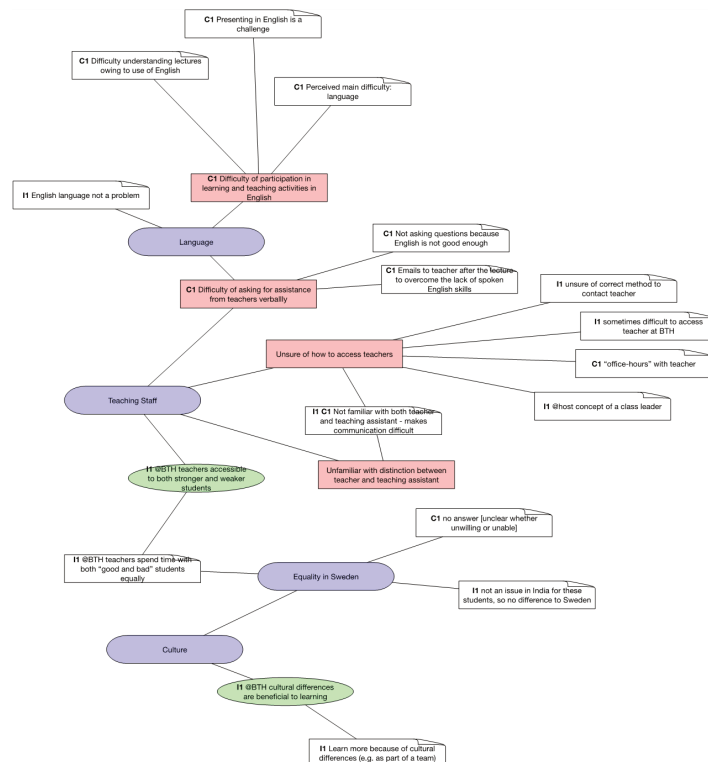 C1 Presenting in English is a
challenge
C1 Difficulty understanding lectures
owing to use of English
C1 Perceived main difficulty:
language
C1 Difficulty of participation in
learning and teaching activities in
English
I1 English language not a problem
Language
C1 Not asking questions because
English is not good enough
C1 Difficulty of asking for assistance
from teachers verballly
C1 Emails to teacher after the lecture
to overcome the lack of spoken
English skills
I1 unsure of correct method to
contact teacher
I1 sometimes difficult to access
teacher at BTH
Unsure of how to access teachers
C1 “office-hours” with teacher
Teaching Staff
I1 @host concept of a class leader
I1 C1 Not familiar with both teacher
and teaching assistant - makes
communication difficult
I1 @BTH teachers accessible
to both stronger and weaker
students
Unfamiliar with distinction between
teacher and teaching assistant
C1 no answer [unclear whether
unwilling or unable]
I1 @BTH teachers spend time with
both “good and bad” students
equally
Equality in Sweden
I1 not an issue in India for these
students, so no difference to Sweden
Culture
I1 @BTH cultural differences
are beneficial to learning
I1 Learn more because of cultural
differences (e.g. as part of a team)